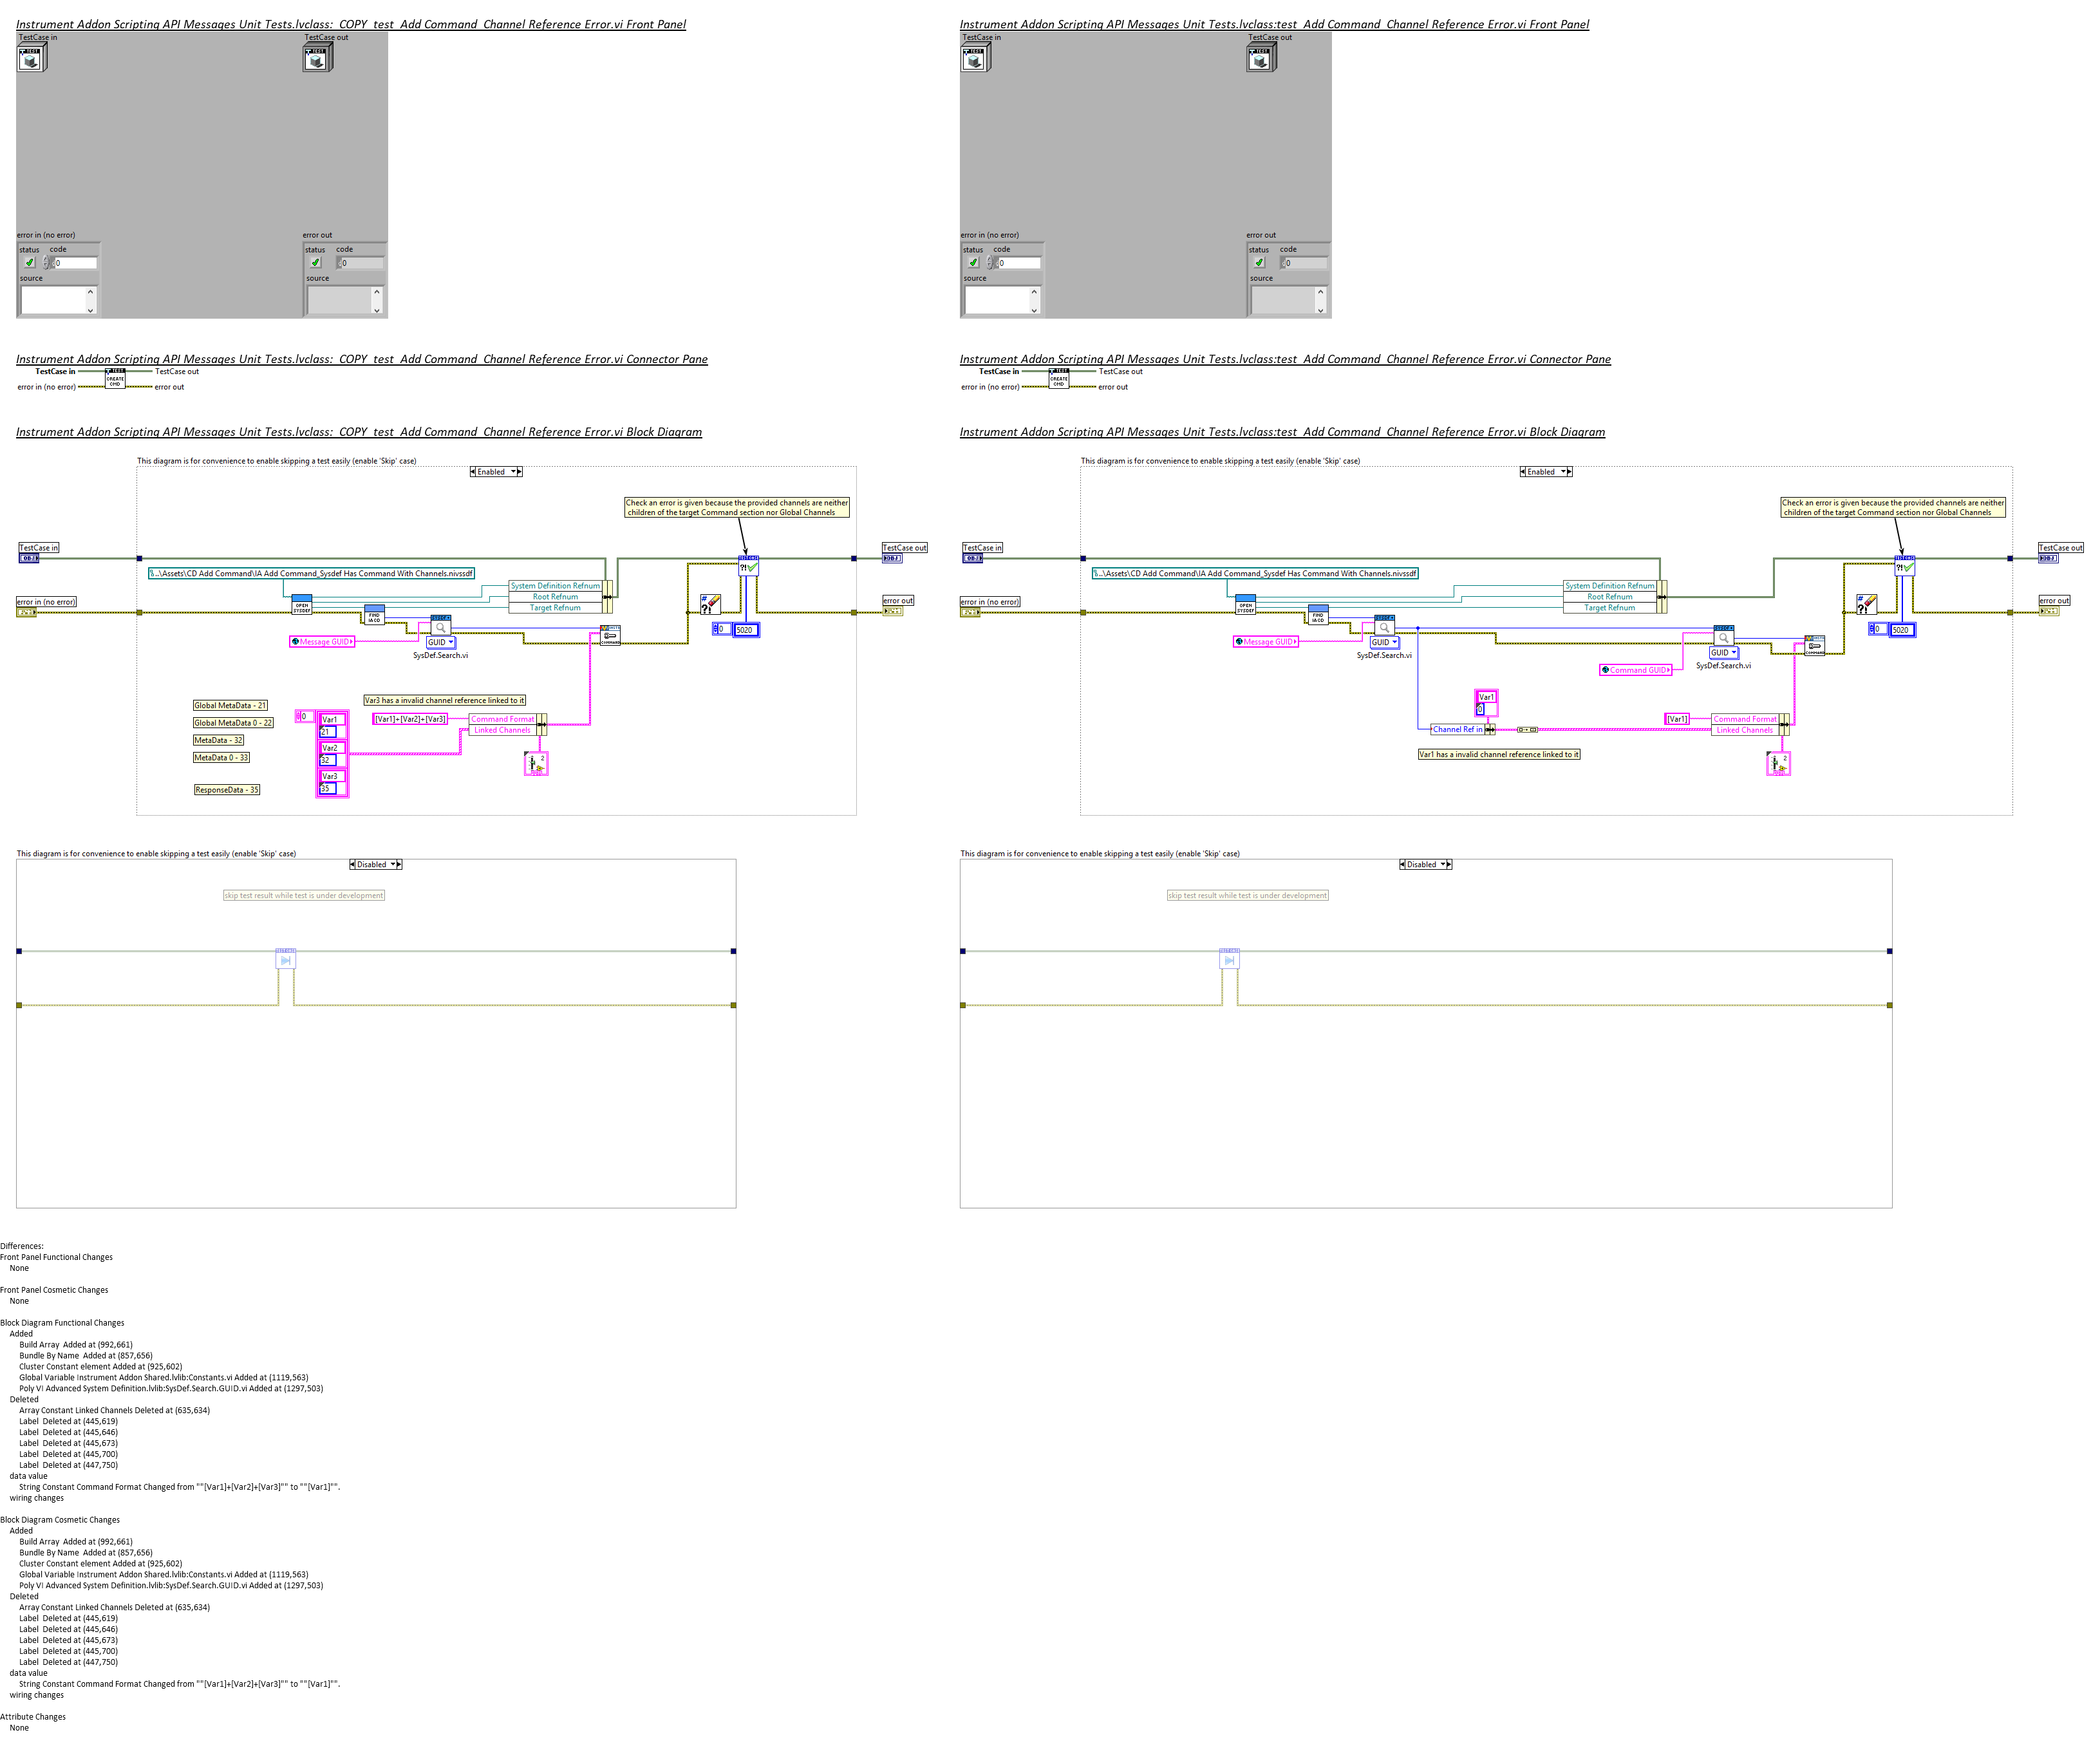 Instrument Addon Scripting API Messages Unit Tests.lvclass:_COPY_test_Add Command_Channel Reference Error.vi Front Panel
TestCase in
TestCase out
error in (no error)
error out
status
code
status
code
0
0
source
source
Instrument Addon Scripting API Messages Unit Tests.lvclass:test_Add Command_Channel Reference Error.vi Front Panel
TestCase in
TestCase out
error in (no error)
error out
status
code
status
code
0
0
source
source
Instrument Addon Scripting API Messages Unit Tests.lvclass:_COPY_test_Add Command_Channel Reference Error.vi Connector Pane
TestCase in
TestCase out
error in (no error)
error out
TEST
CREATE
CMD
Instrument Addon Scripting API Messages Unit Tests.lvclass:test_Add Command_Channel Reference Error.vi Connector Pane
TestCase in
TestCase out
error in (no error)
error out
TEST
CREATE
CMD
Instrument Addon Scripting API Messages Unit Tests.lvclass:_COPY_test_Add Command_Channel Reference Error.vi Block Diagram
This diagram is for convenience to enable skipping a test easily (enable 'Skip' case)
Enabled
Check an error is given because the provided channels are neither
children of the target Command section nor Global Channels
TestCase in
TestCase out
..\Assets\CD Add Command\IA Add Command_Sysdef Has Command With Channels.nivssdf
System Definition Refnum
Root Refnum
Target Refnum
error in (no error)
error out
OPEN
SYSDEF
FIND
IA CD
Message GUID
GUID
SysDef.Search.vi
0
5020
Global MetaData - 21
Global MetaData 0 - 22
MetaData - 32
MetaData 0 - 33
ResponseData - 35
Var3 has a invalid channel reference linked to it
0
Var1
21
Var2
32
Var3
35
[Var1]+[Var2]+[Var3]
Command Format
Linked Channels
Instrument Addon Scripting API Messages Unit Tests.lvclass:test_Add Command_Channel Reference Error.vi Block Diagram
This diagram is for convenience to enable skipping a test easily (enable 'Skip' case)
Enabled
Check an error is given because the provided channels are neither
children of the target Command section nor Global Channels
TestCase in
TestCase out
..\Assets\CD Add Command\IA Add Command_Sysdef Has Command With Channels.nivssdf
System Definition Refnum
Root Refnum
Target Refnum
error in (no error)
error out
OPEN
SYSDEF
FIND
IA CD
Message GUID
GUID
SysDef.Search.vi
Command GUID
GUID
SysDef.Search.vi
0
5020
Var1
0
Channel Ref in
[Var1]
Command Format
Linked Channels
Var1 has a invalid channel reference linked to it
This diagram is for convenience to enable skipping a test easily (enable 'Skip' case)
Disabled
skip test result while test is under development
This diagram is for convenience to enable skipping a test easily (enable 'Skip' case)
Disabled
skip test result while test is under development
Differences:
Front Panel Functional Changes
None
Front Panel Cosmetic Changes
None
Block Diagram Functional Changes
Added
Build Array  Added at (992,661)
Bundle By Name  Added at (857,656)
Cluster Constant element Added at (925,602)
Global Variable Instrument Addon Shared.lvlib:Constants.vi Added at (1119,563)
Poly VI Advanced System Definition.lvlib:SysDef.Search.GUID.vi Added at (1297,503)
Deleted
Array Constant Linked Channels Deleted at (635,634)
Label  Deleted at (445,619)
Label  Deleted at (445,646)
Label  Deleted at (445,673)
Label  Deleted at (445,700)
Label  Deleted at (447,750)
data value
String Constant Command Format Changed from ""[Var1]+[Var2]+[Var3]"" to ""[Var1]"".
wiring changes
Block Diagram Cosmetic Changes
Added
Build Array  Added at (992,661)
Bundle By Name  Added at (857,656)
Cluster Constant element Added at (925,602)
Global Variable Instrument Addon Shared.lvlib:Constants.vi Added at (1119,563)
Poly VI Advanced System Definition.lvlib:SysDef.Search.GUID.vi Added at (1297,503)
Deleted
Array Constant Linked Channels Deleted at (635,634)
Label  Deleted at (445,619)
Label  Deleted at (445,646)
Label  Deleted at (445,673)
Label  Deleted at (445,700)
Label  Deleted at (447,750)
data value
String Constant Command Format Changed from ""[Var1]+[Var2]+[Var3]"" to ""[Var1]"".
wiring changes
Attribute Changes
None